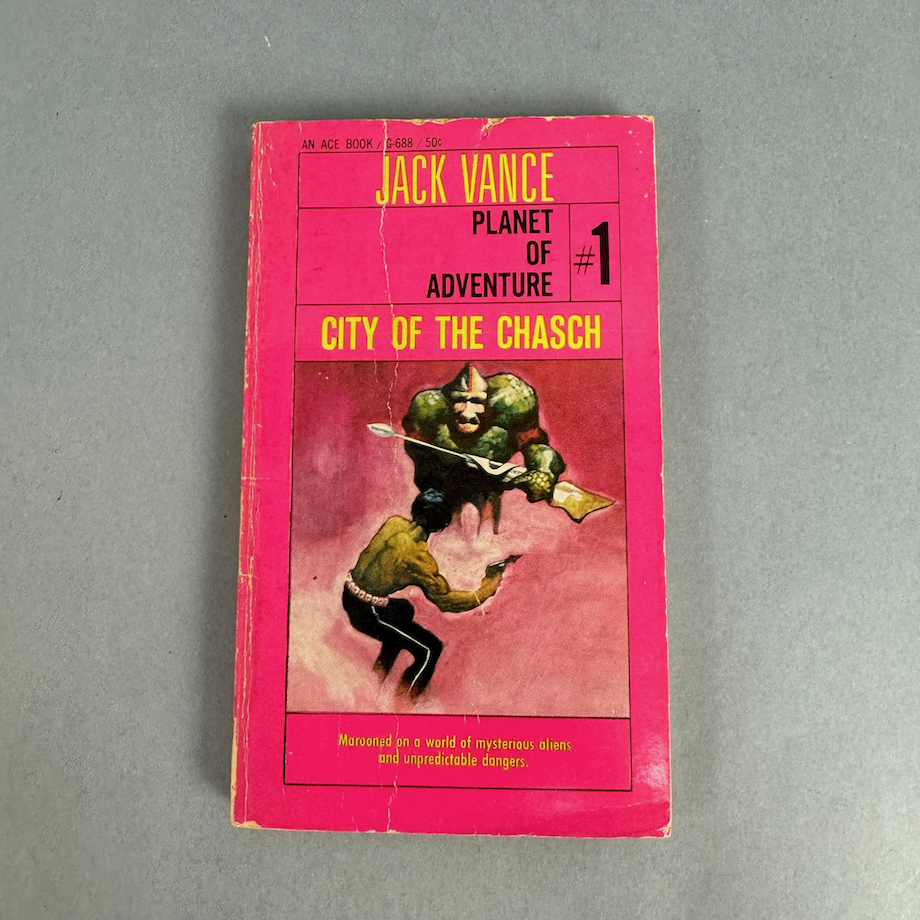 AN ACE BOOK / G-688 / 50¢
JACK VANCE
PLANET
OF
ADVENTURE
#1
CITY OF THE CHASCH
Marooned on a world of mysterious aliens
and unpredictable dangers.